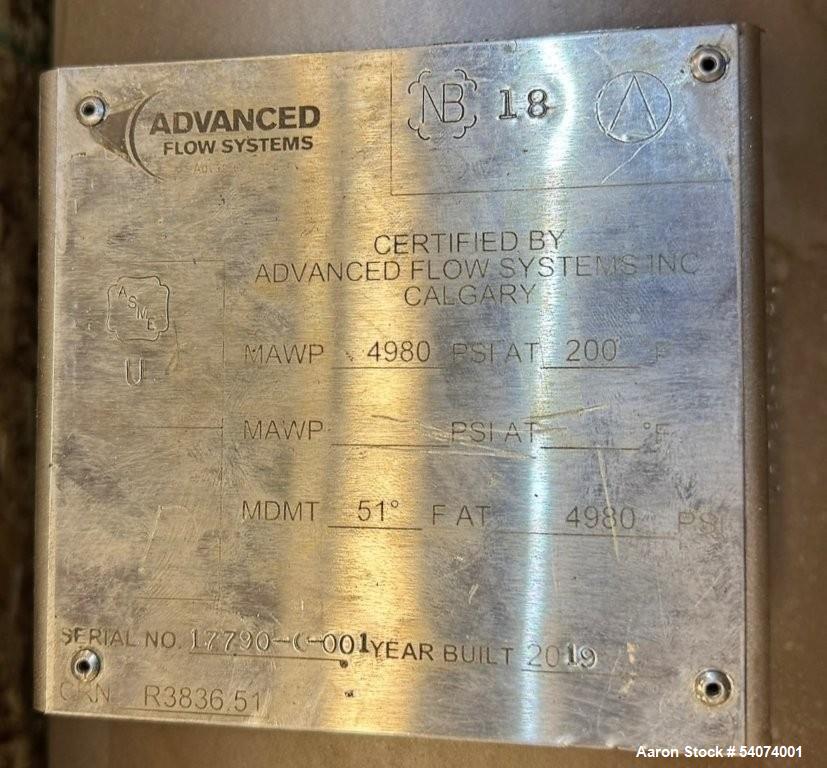 ADVANCED
FLOW SYSTEMS
NB 18
CERTIFIED BY
ADVANCED FLOW SYSTEMS INC
CALGARY
ASME
U
MAWP 4980 PSI AT 200 F
MAWP PSI AT °F
MDMT 51° F AT 4980 PSI
SERIAL NO. 17790-C-001 YEAR BUILT 2019
CRN R3836.51
Aaron Stock # 54074001